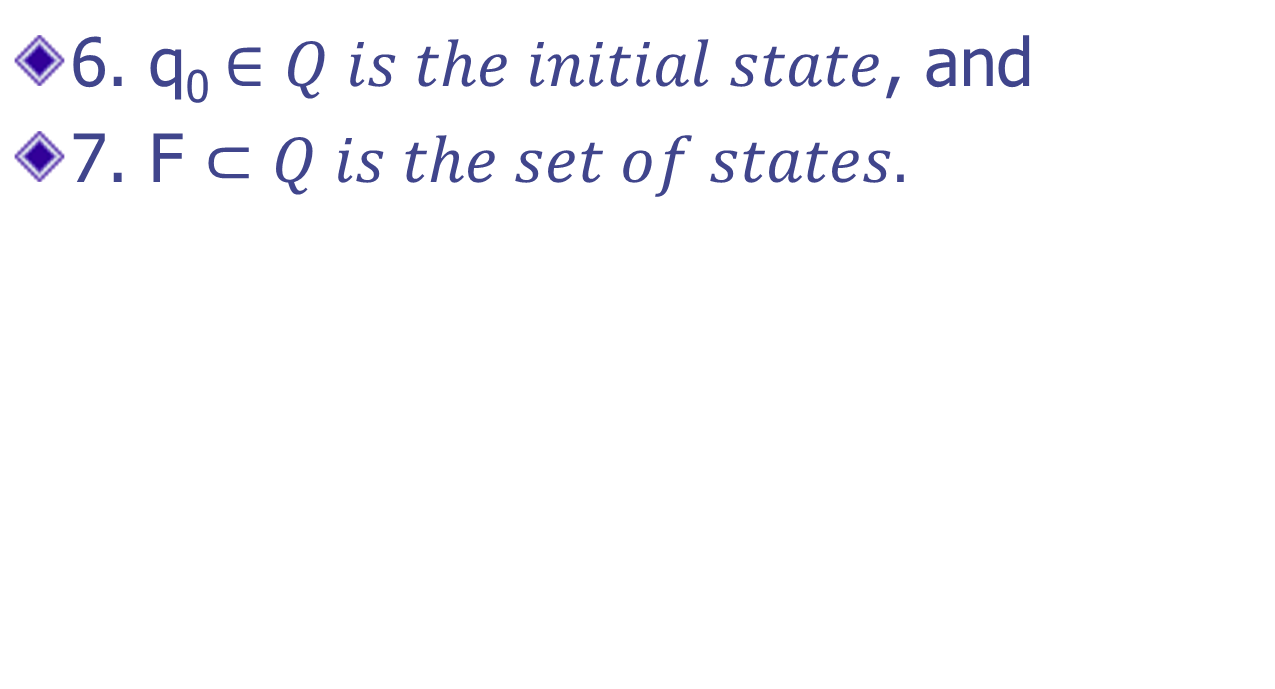 6. q₀ ∈ Q is the initial state, and
7. F ⊂ Q is the set of states.